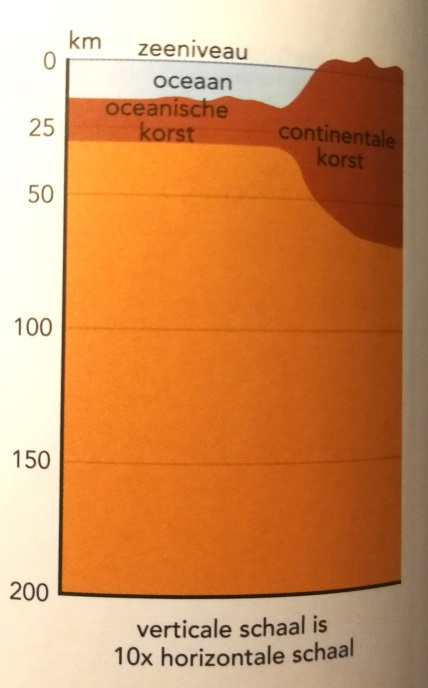 km
zeeniveau
0
oceaan
oceanische
korst
25
continentale
korst
50
100
150
200
verticale schaal is
10x horizontale schaal